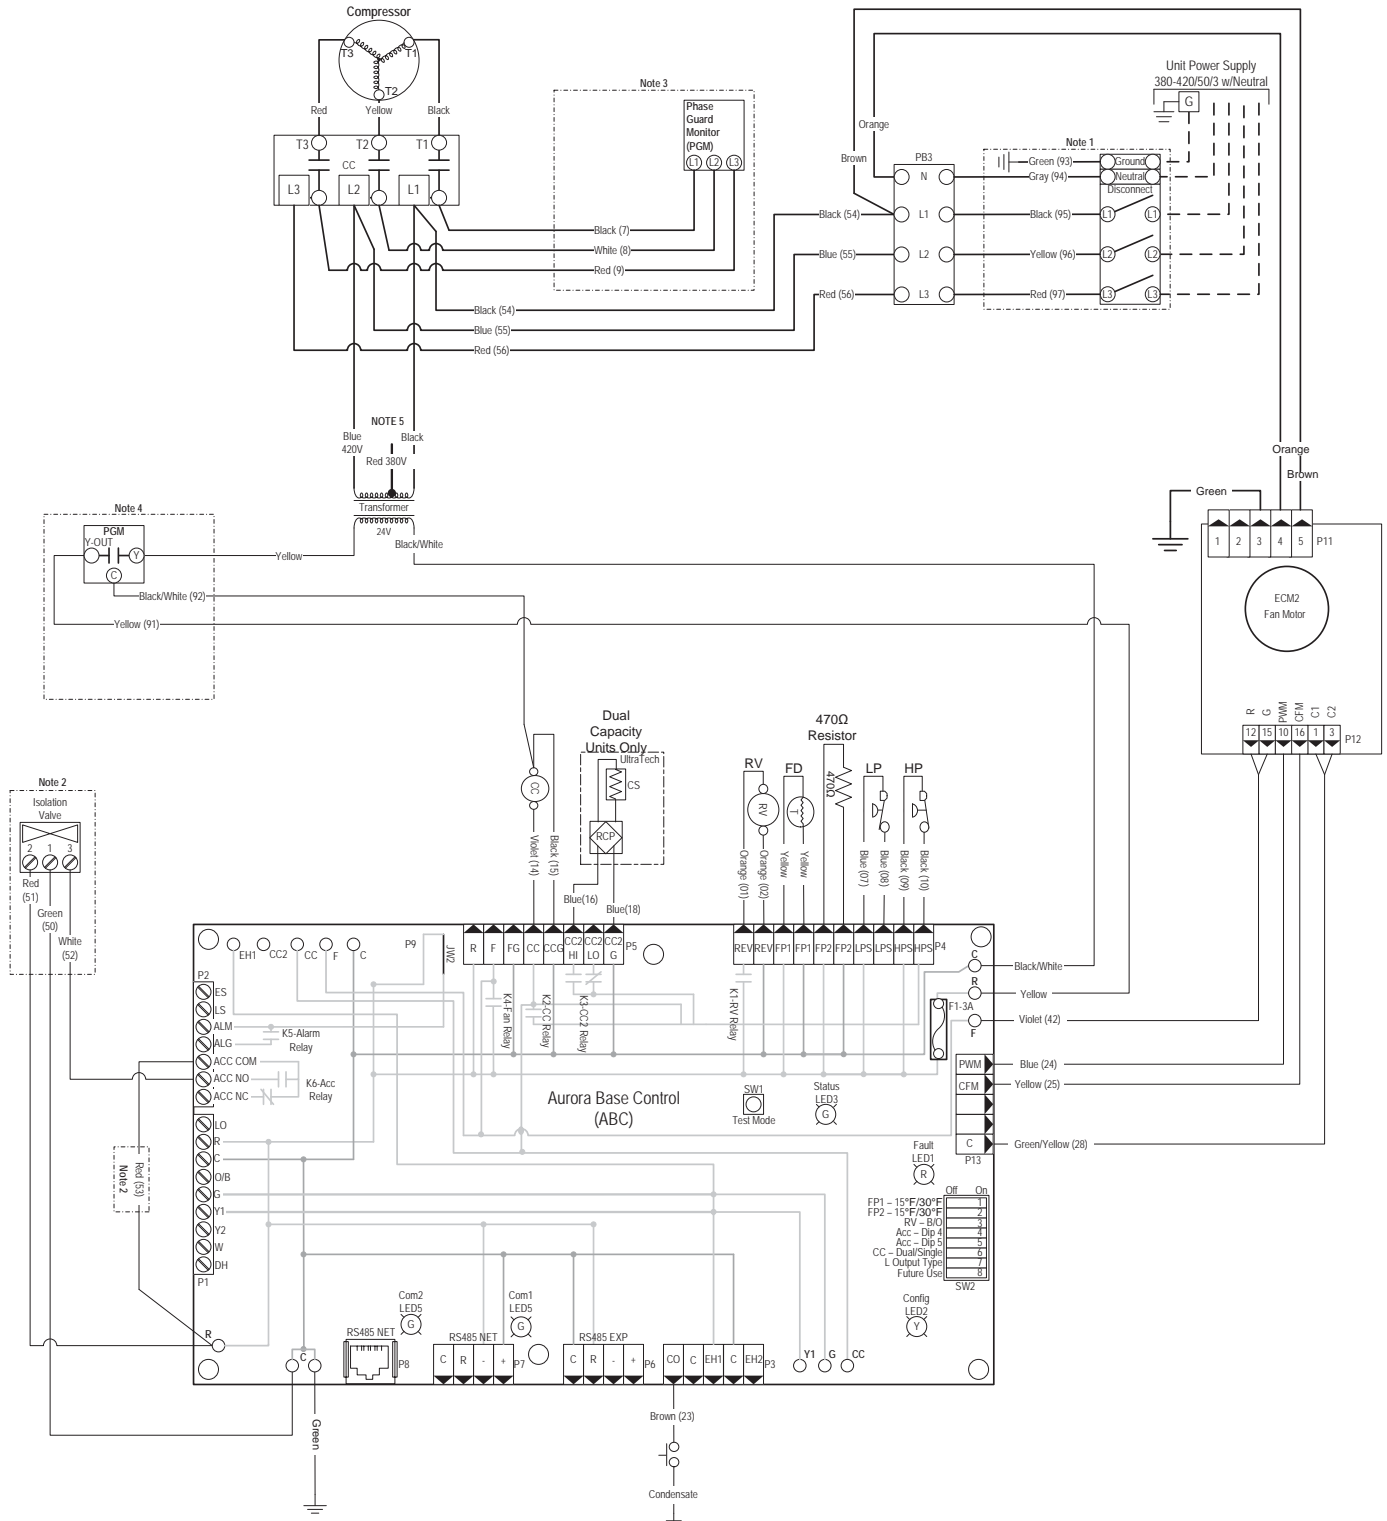 Compressor
T3
T1
T2
Red
Yellow
Black
T3
T2
T1
CC
L3
L2
L1
Note 3
Phase
Guard
Monitor
(PGM)
L1
L2
L3
Black (7)
White (8)
Red (9)
Black (54)
Blue (55)
Red (56)
Orange
Brown
PB3
N
L1
L2
L3
Black (54)
Blue (55)
Red (56)
Unit Power Supply
380-420/50/3 w/Neutral
G
Note 1
Green (93)
Gray (94)
Black (95)
Yellow (96)
Red (97)
Ground
Neutral
Disconnect
L1
L1
L2
L2
L3
L3
NOTE 5
Blue
420V
Black
Red 380V
Transformer
24V
Black/White
Yellow
Note 4
PGM
Y-OUT
Y
C
Black/White (92)
Yellow (91)
Orange
Brown
Green
1
2
3
4
5
P11
ECM2
Fan Motor
R
G
PWM
CFM
C1
C2
12
15
10
16
1
3
P12
Note 2
Isolation
Valve
2
1
3
Red
(51)
Green
(50)
White
(52)
Dual
Capacity
Units Only
UltraTech
CS
RCP
CC
Violet (14)
Black (15)
Blue(16)
Blue(18)
RV
FD
470Ω
Resistor
LP
HP
RV
T
470Ω
Orange (01)
Orange (02)
Yellow
Yellow
Blue (07)
Blue (08)
Black (09)
Black (10)
EH1
CC2
CC
F
C
P9
JW2
R
F
FG
CC
CCG
CC2
HI
CC2
LO
CC2
G
P5
REV
REV
FP1
FP1
FP2
FP2
LPS
LPS
HPS
HPS
P4
C
Black/White
R
Yellow
F1-3A
Violet (42)
F
P2
ES
LS
ALM
ALG
ACC COM
ACC NO
ACC NC
K5-Alarm
Relay
K6-Acc
Relay
K4-Fan Relay
K2-CC Relay
K3-CC2 Relay
K1-RV Relay
PWM
CFM
C
P13
Blue (24)
Yellow (25)
Green/Yellow (28)
Aurora Base Control
(ABC)
SW1
Test Mode
Status
LED3
G
Fault
LED1
R
LO
R
C
O/B
G
Y1
Y2
W
DH
P1
Red (53)
Note 2
Off
On
FP1 – 15°F/30°F
1
FP2 – 15°F/30°F
2
RV – B/O
3
Acc – Dip 4
4
Acc – Dip 5
5
CC – Dual/Single
6
L Output Type
7
Future Use
8
SW2
Config
LED2
Y
Com2
LED5
G
Com1
LED5
G
R
C
RS485 NET
P8
RS485 NET
C
R
-
+
P7
RS485 EXP
C
R
-
+
P6
CO
C
EH1
C
EH2
P3
Y1
G
CC
Green
Brown (23)
Condensate